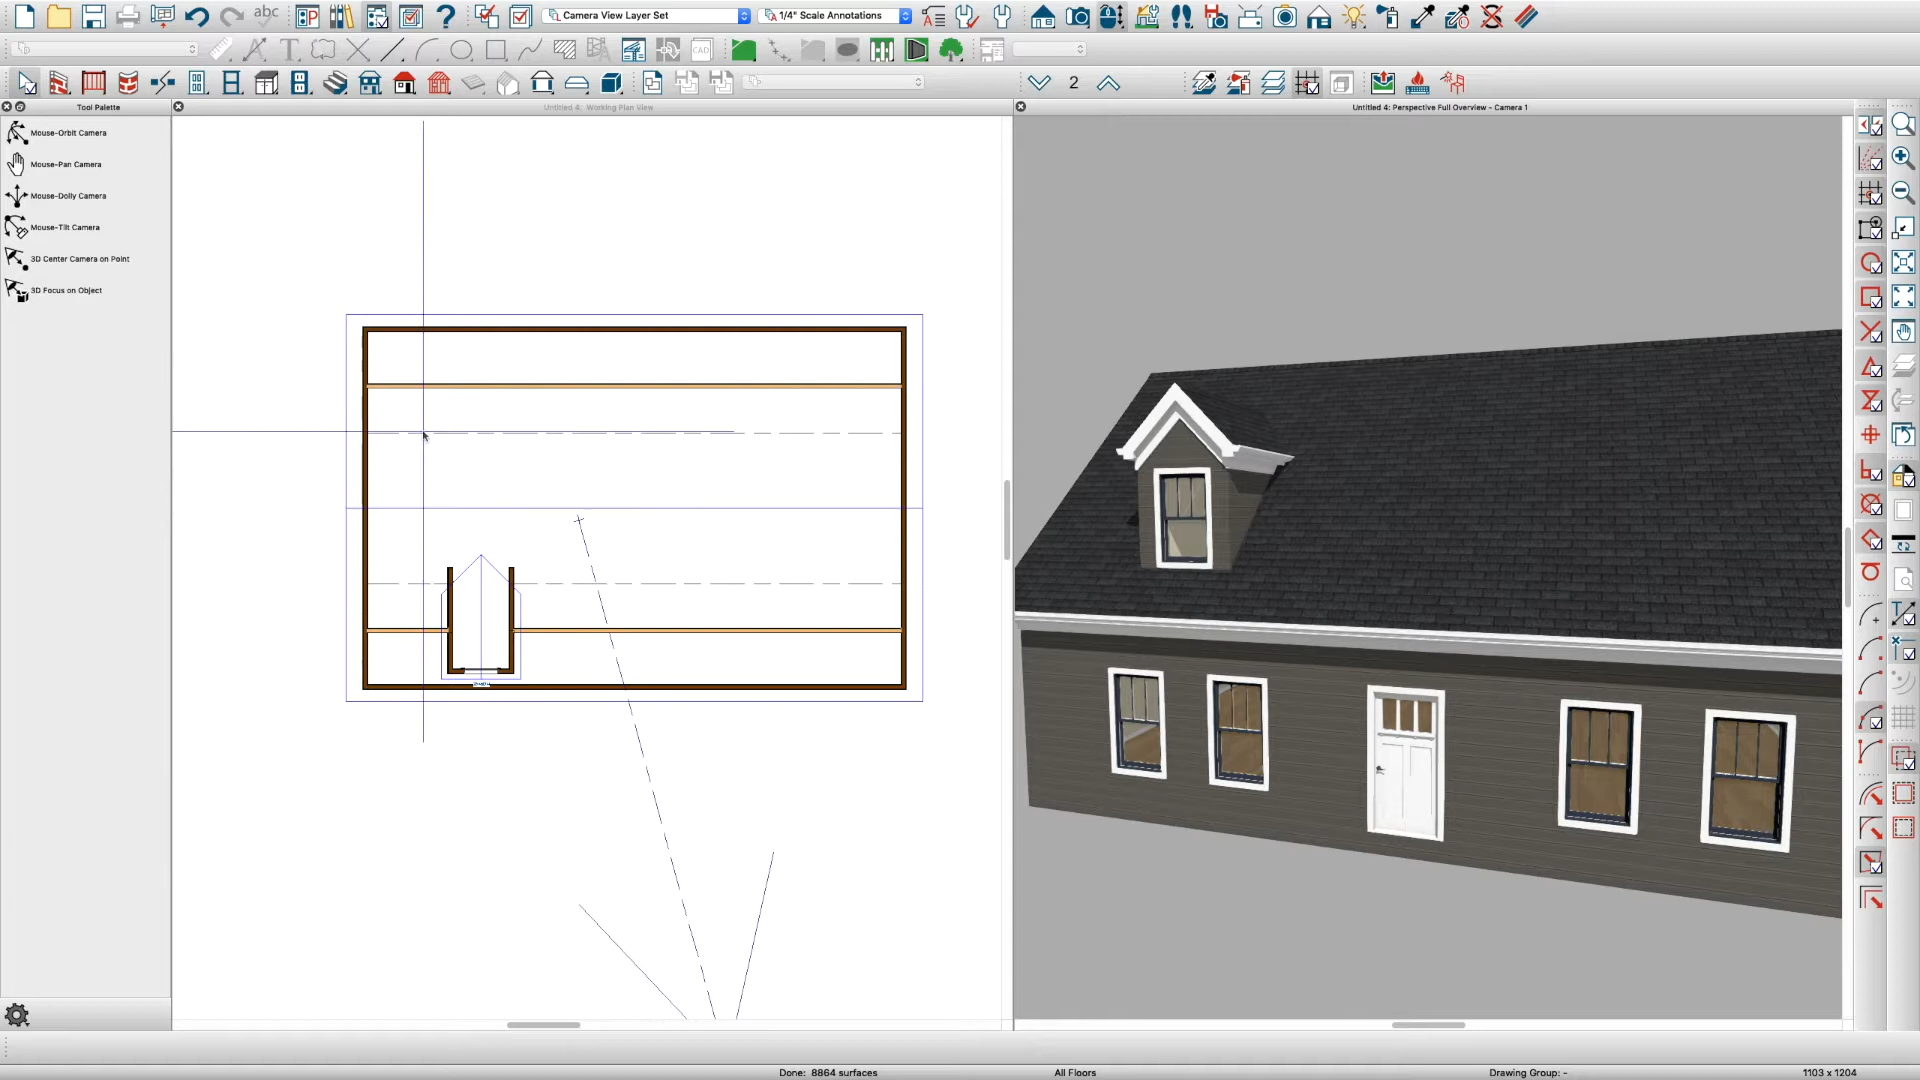 abc
Camera View Layer Set
1/4" Scale Annotations
CAD
2
Tool Palette
Untitled 4: Working Plan View
Untitled 4: Perspective Full Overview - Camera 1
Mouse-Orbit Camera
Mouse-Pan Camera
Mouse-Dolly Camera
Mouse-Tilt Camera
3D Center Camera on Point
3D Focus on Object
Done: 8864 surfaces
All Floors
Drawing Group: -
1103 x 1204